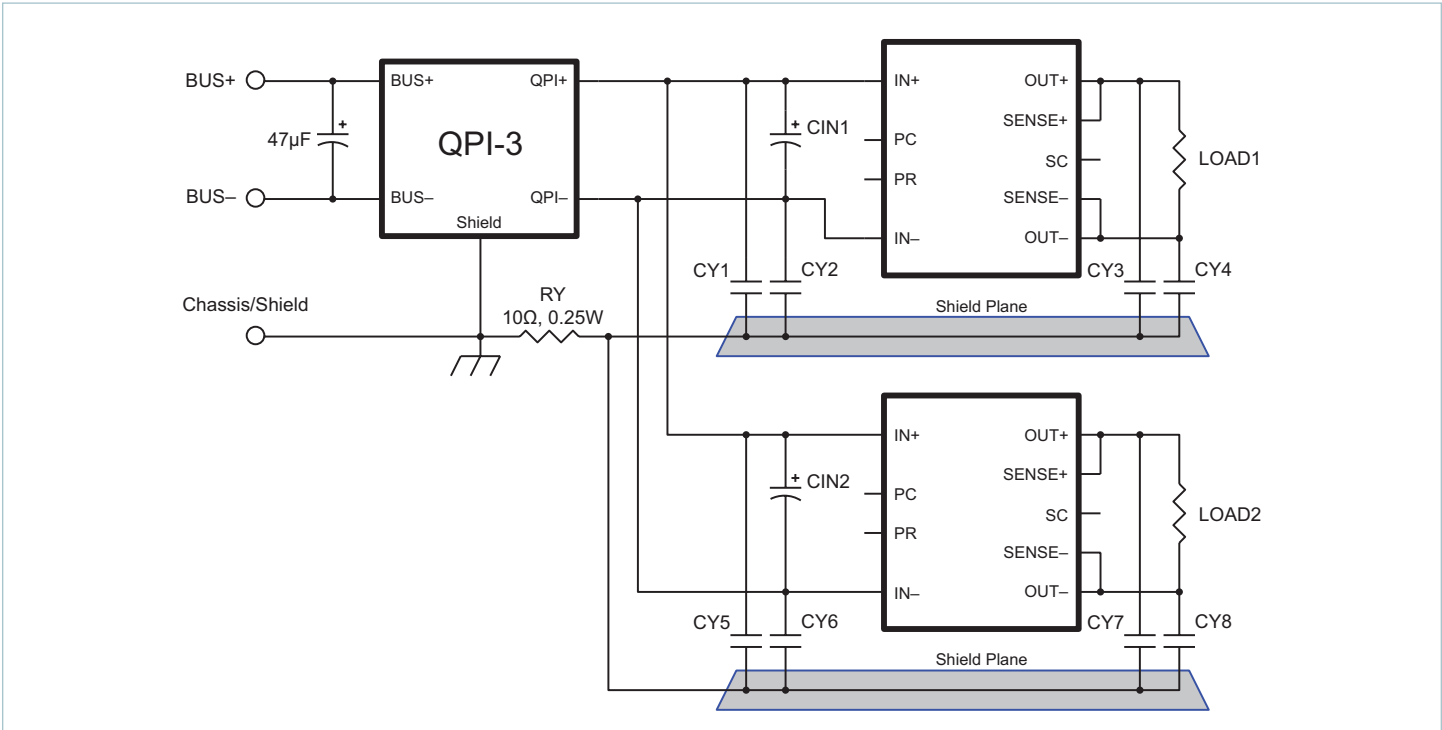 BUS+
BUS+
QPI+
IN+
OUT+
47µF
+
QPI-3
+
CIN1
PC
SENSE+
SC
LOAD1
PR
BUS–
BUS–
QPI–
SENSE–
Shield
IN–
OUT–
CY1
CY2
CY3
CY4
Chassis/Shield
RY
10Ω, 0.25W
Shield Plane
IN+
OUT+
+
CIN2
SENSE+
PC
SC
LOAD2
PR
SENSE–
IN–
OUT–
CY5
CY6
CY7
CY8
Shield Plane